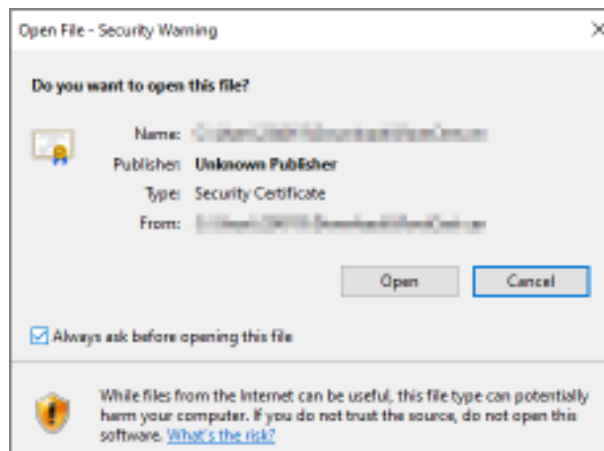 Open File - Security Warning
Do you want to open this file?
Name:
Publisher: Unknown Publisher
Type: Security Certificate
From:
Open Cancel
Always ask before opening this file
While files from the Internet can be useful, this file type can potentially
harm your computer. If you do not trust the source, do not open this
software. What's the risk?